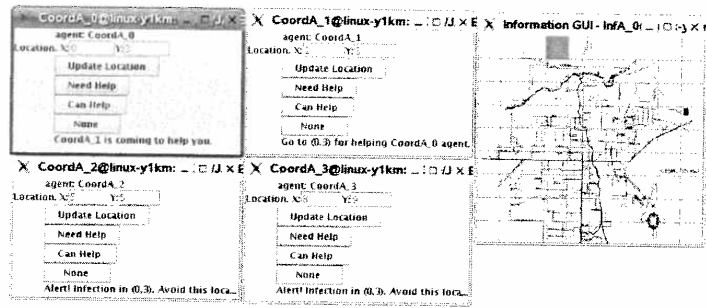 CoordA_0@linux-y1km:
agent: CoordA_0
Location. X: 0 Y: 3
Update Location
Need Help
Can Help
None
CoordA_1 is coming to help you.
CoordA_1@linux-y1km:
agent: CoordA_1
Location. X: Y:
Update Location
Need Help
Can Help
None
Go to (0,3) for helping CoordA_0 agent.
Information GUI - InfA_0
CoordA_2@linux-y1km:
agent: CoordA_2
Location. X: Y:
Update Location
Need Help
Can Help
None
Alert! Infection in (0,3). Avoid this loca...
CoordA_3@linux-y1km:
agent: CoordA_3
Location. X: Y: 9
Update Location
Need Help
Can Help
None
Alert! Infection in (0,3). Avoid this loca...